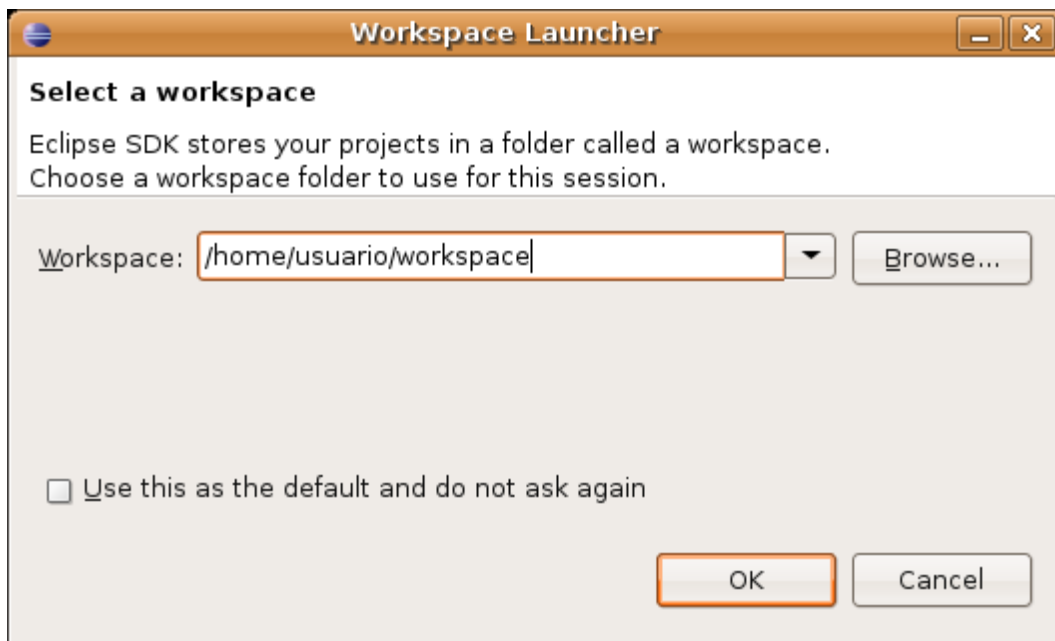 Workspace Launcher
Select a workspace
Eclipse SDK stores your projects in a folder called a workspace.
Choose a workspace folder to use for this session.
Workspace: /home/usuario/workspace Browse...
Use this as the default and do not ask again
OK Cancel